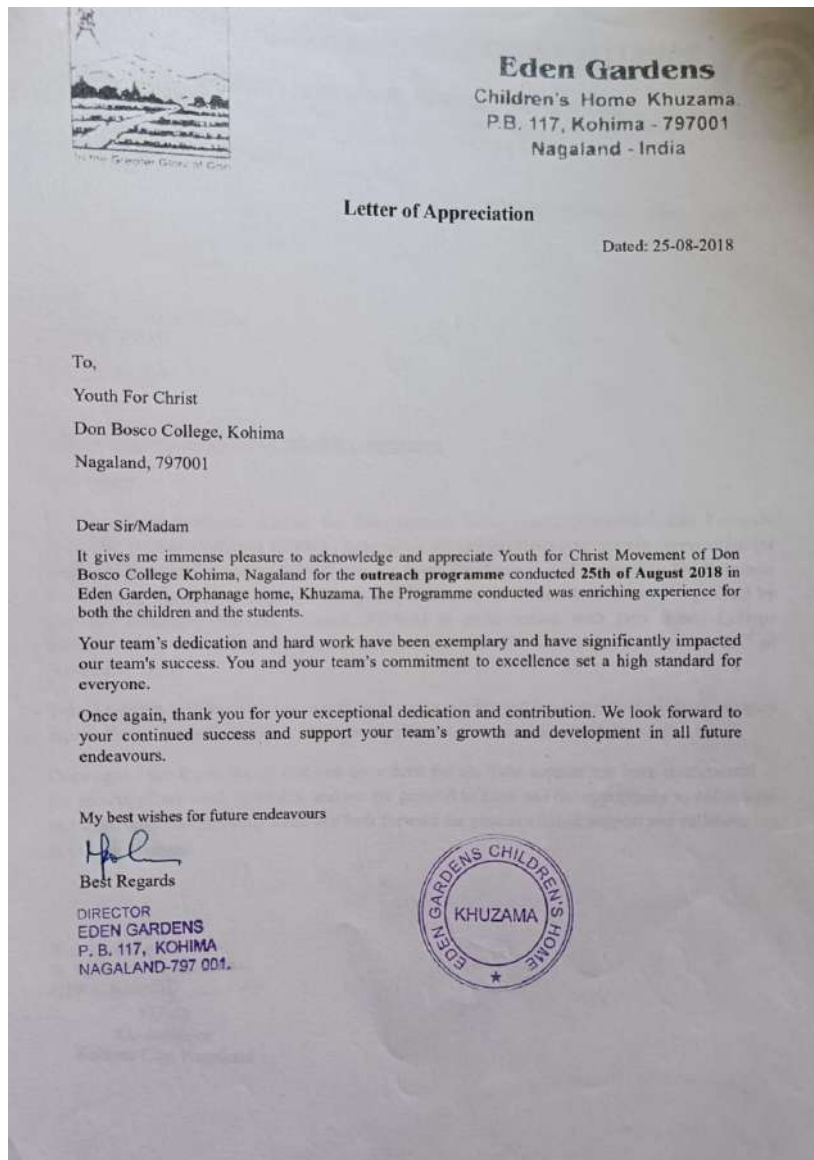 In the Greater Glory of God
Eden Gardens
Children's Home Khuzama.
P.B. 117, Kohima - 797001
Nagaland - India
Letter of Appreciation
Dated: 25-08-2018
To,
Youth For Christ
Don Bosco College, Kohima
Nagaland, 797001
Dear Sir/Madam
It gives me immense pleasure to acknowledge and appreciate Youth for Christ Movement of Don
Bosco College Kohima, Nagaland for the outreach programme conducted 25th of August 2018 in
Eden Garden, Orphanage home, Khuzama. The Programme conducted was enriching experience for
both the children and the students.
Your team's dedication and hard work have been exemplary and have significantly impacted
our team's success. You and your team's commitment to excellence set a high standard for
everyone.
Once again, thank you for your exceptional dedication and contribution. We look forward to
your continued success and support your team's growth and development in all future
endeavours.
My best wishes for future endeavours
Best Regards
DIRECTOR
EDEN GARDENS
P. B. 117, KOHIMA
NAGALAND-797 001.
EDEN GARDENS CHILDREN'S HOME
KHUZAMA